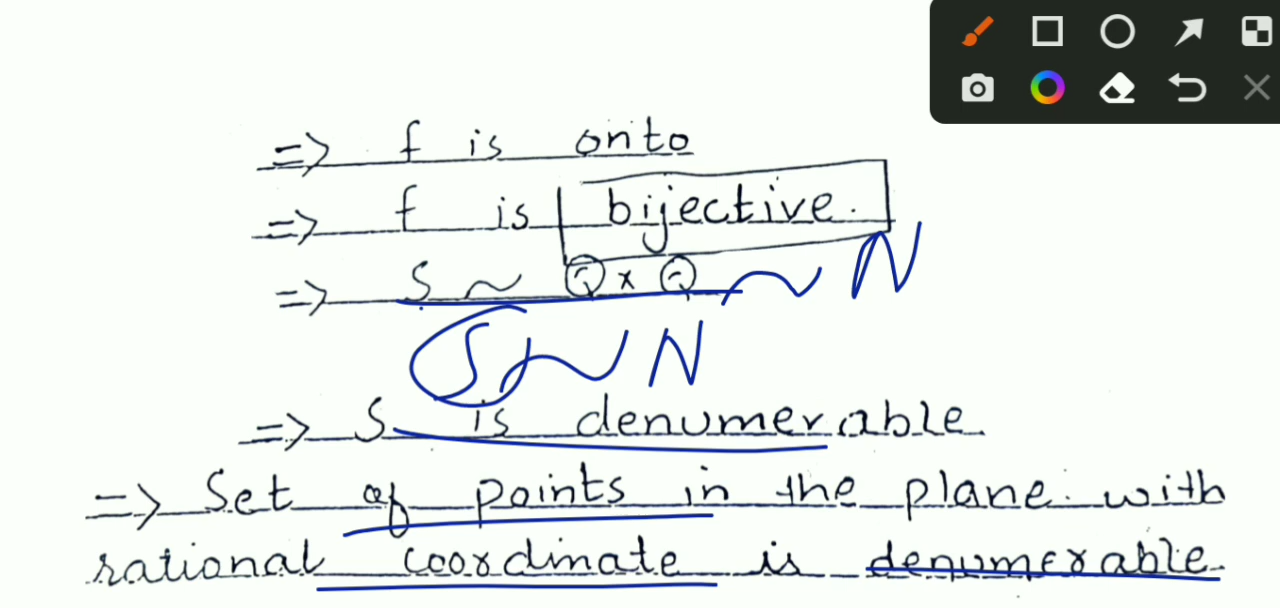 => f is onto
=> f is bijective.
=> S ~ Q x Q ~ N
S ~ N
=> S is denumerable
=> Set of points in the plane with
rational coordinate is denumerable.